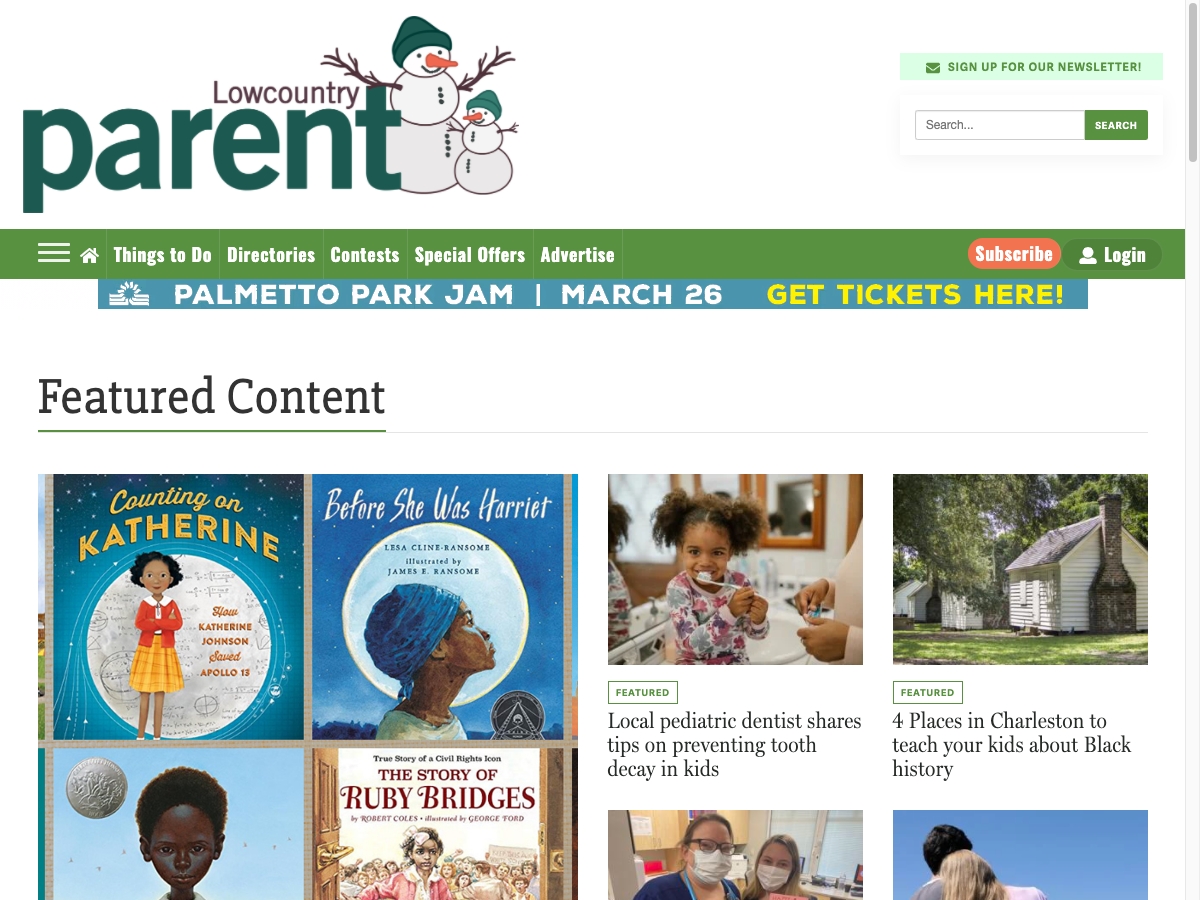 Lowcountry
parent
SIGN UP FOR OUR NEWSLETTER!
Search...
SEARCH
Things to Do
Directories
Contests
Special Offers
Advertise
Subscribe
Login
PALMETTO PARK JAM | MARCH 26 GET TICKETS HERE!
Featured Content
Counting on
KATHERINE
How
KATHERINE
JOHNSON
Saved
APOLLO 13
Before She Was Harriet
LESA CLINE-RANSOME
illustrated by
JAMES E. RANSOME
True Story of a Civil Rights Icon
THE STORY OF
RUBY BRIDGES
by ROBERT COLES • illustrated by GEORGE FORD
FEATURED
Local pediatric dentist shares
tips on preventing tooth
decay in kids
FEATURED
4 Places in Charleston to
teach your kids about Black
history